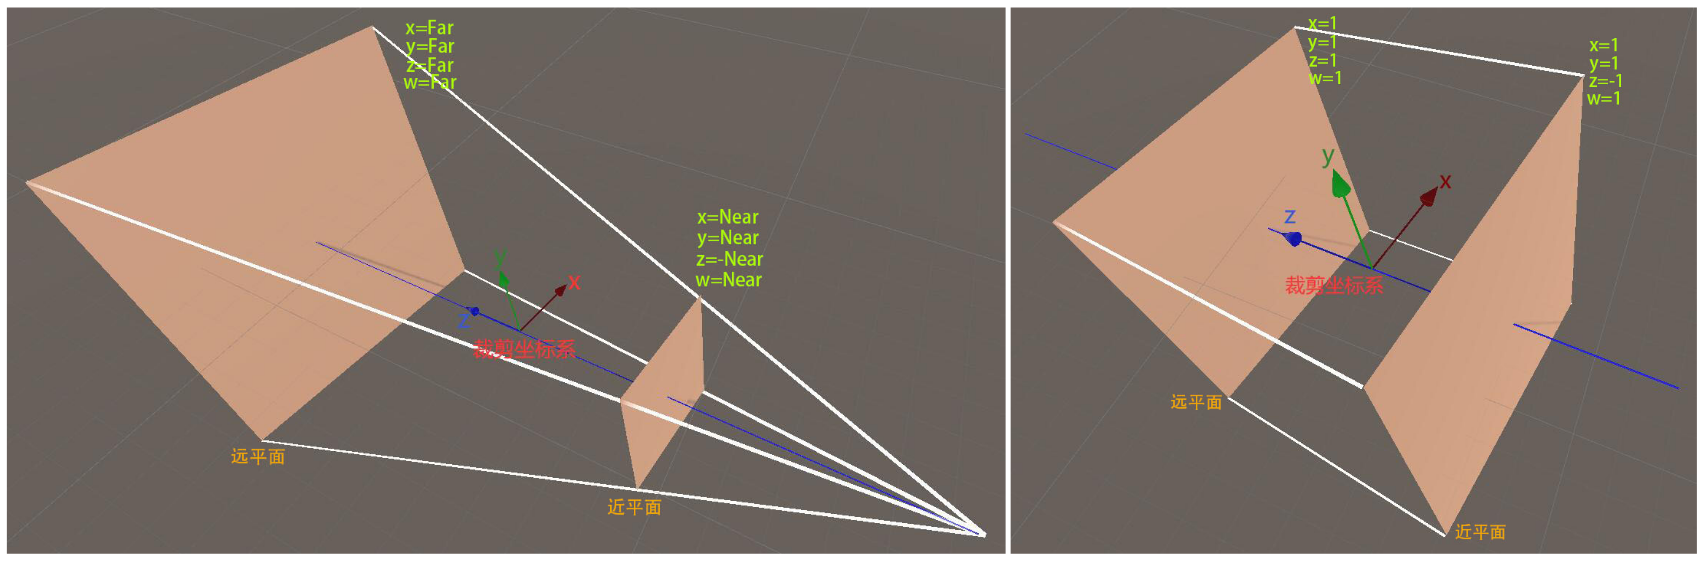 x=Far
y=Far
z=Far
w=Far
x=Near
y=Near
z=-Near
w=Near
y
x
z
裁剪坐标系
远平面
近平面
x=1
y=1
z=1
w=1
x=1
y=1
z=-1
w=1
y
x
z
裁剪坐标系
远平面
近平面